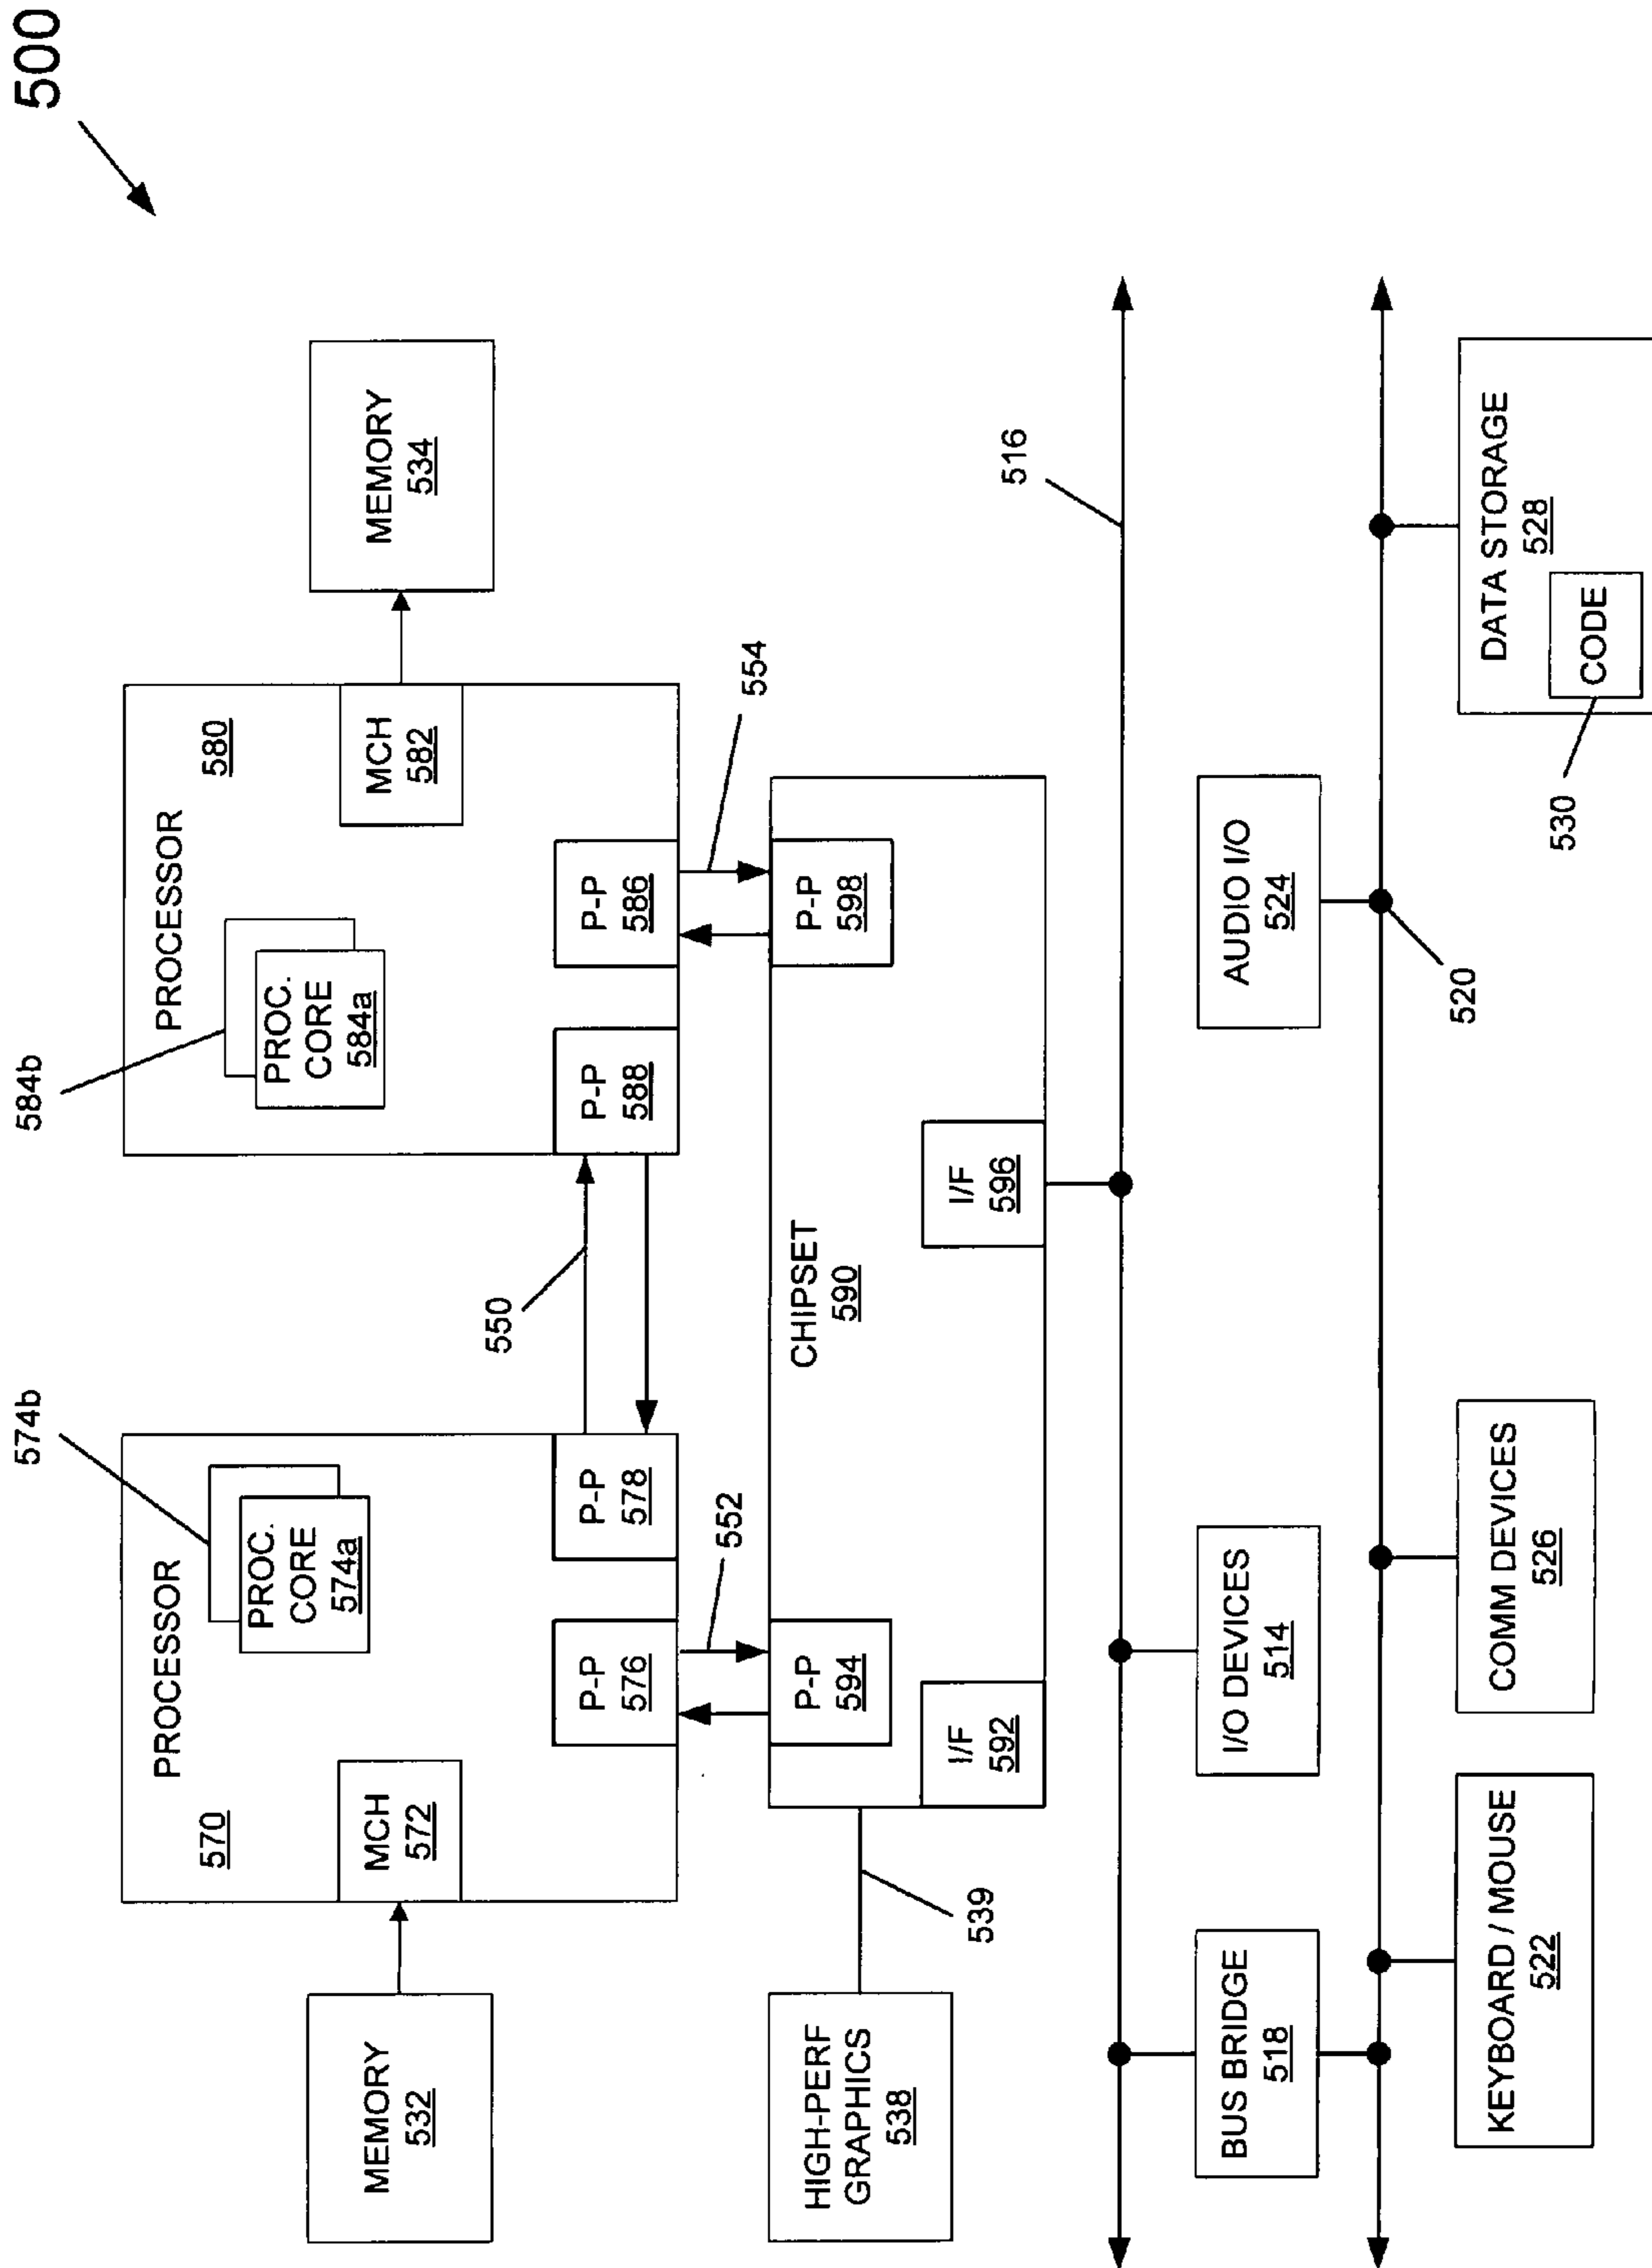 500
574b
584b
PROCESSOR
570
PROC.
CORE
574a
MCH
572
P-P
576
P-P
578
550
PROCESSOR
580
PROC.
CORE
584a
MCH
582
P-P
588
P-P
586
MEMORY
532
MEMORY
534
552
554
HIGH-PERF
GRAPHICS
538
539
P-P
594
P-P
598
CHIPSET
590
I/F
592
I/F
596
516
BUS BRIDGE
518
I/O DEVICES
514
AUDIO I/O
524
520
KEYBOARD / MOUSE
522
COMM DEVICES
526
DATA STORAGE
528
CODE
530